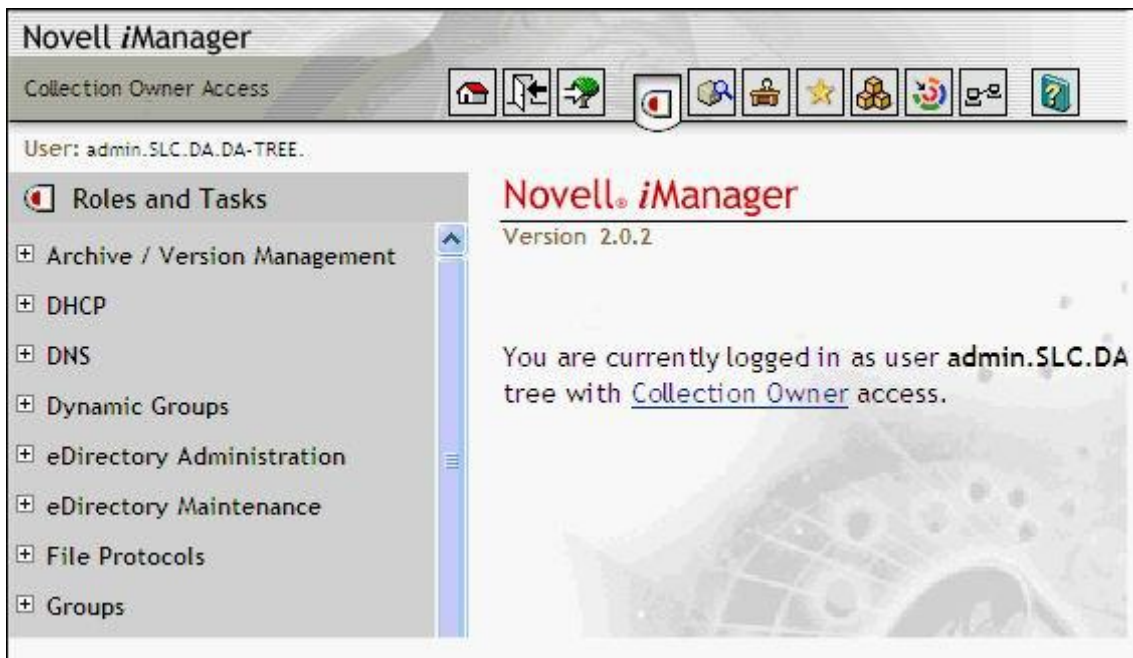 Novell iManager
Collection Owner Access
User: admin.SLC.DA.DA-TREE.
Roles and Tasks
Archive / Version Management
DHCP
DNS
Dynamic Groups
eDirectory Administration
eDirectory Maintenance
File Protocols
Groups
Novell® iManager
Version 2.0.2
You are currently logged in as user admin.SLC.DA
tree with Collection Owner access.